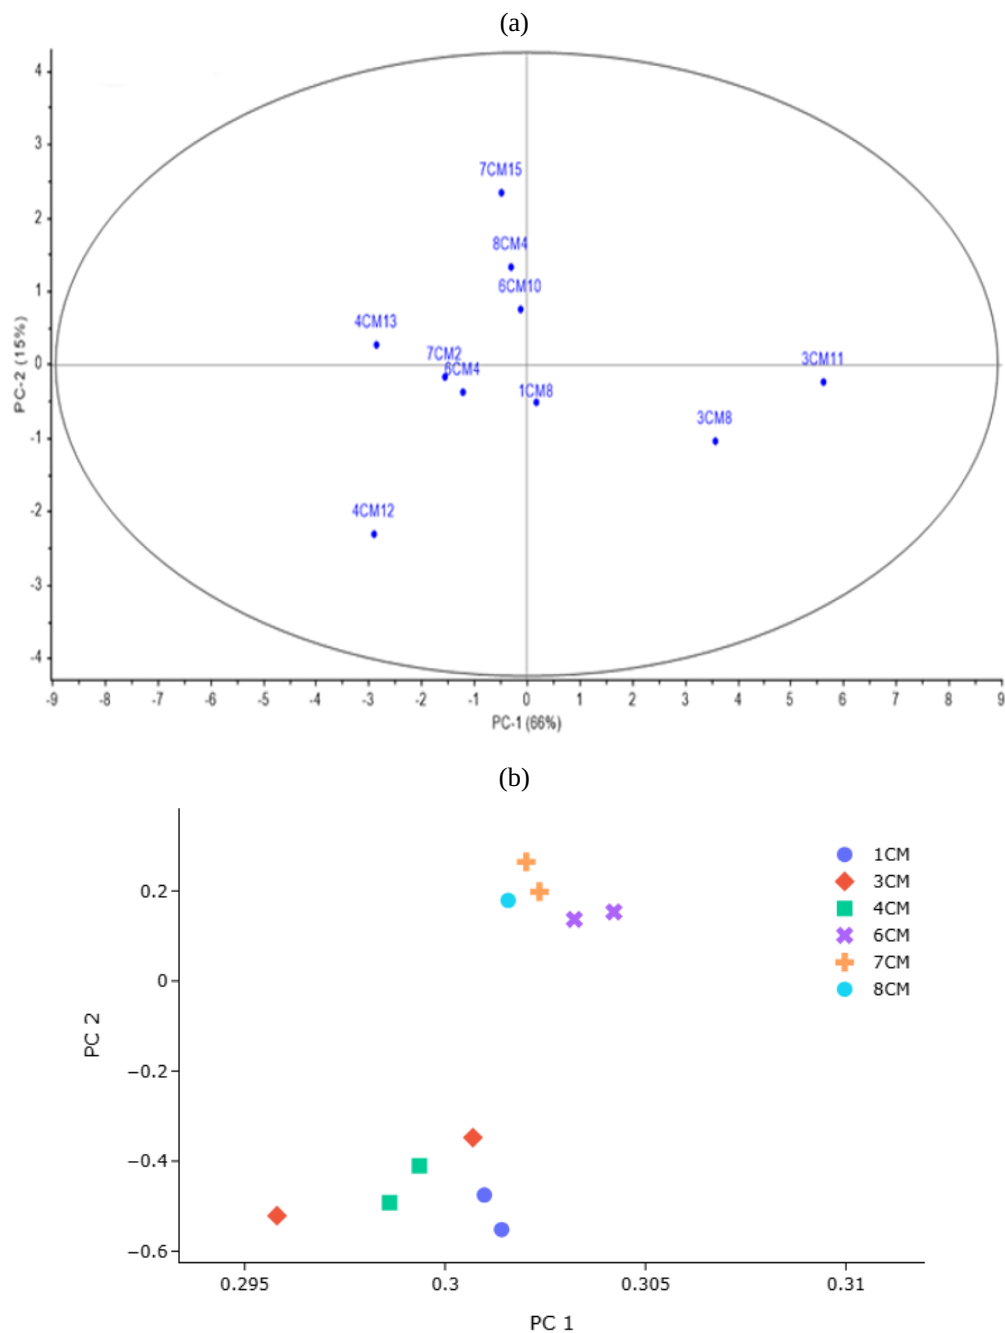 (a)
4
3
2
1
0
-1
-2
-3
-4
PC-2 (15%)
7CM15
8CM4
6CM10
4CM13
7CM2
6CM4
1CM8
3CM11
3CM8
4CM12
-9 -8 -7 -6 -5 -4 -3 -2 -1 0 1 2 3 4 5 6 7 8 9
PC-1 (66%)
(b)
0.2
0
−0.2
−0.4
−0.6
PC 2
1CM
3CM
4CM
6CM
7CM
8CM
0.295 0.3 0.305 0.31
PC 1